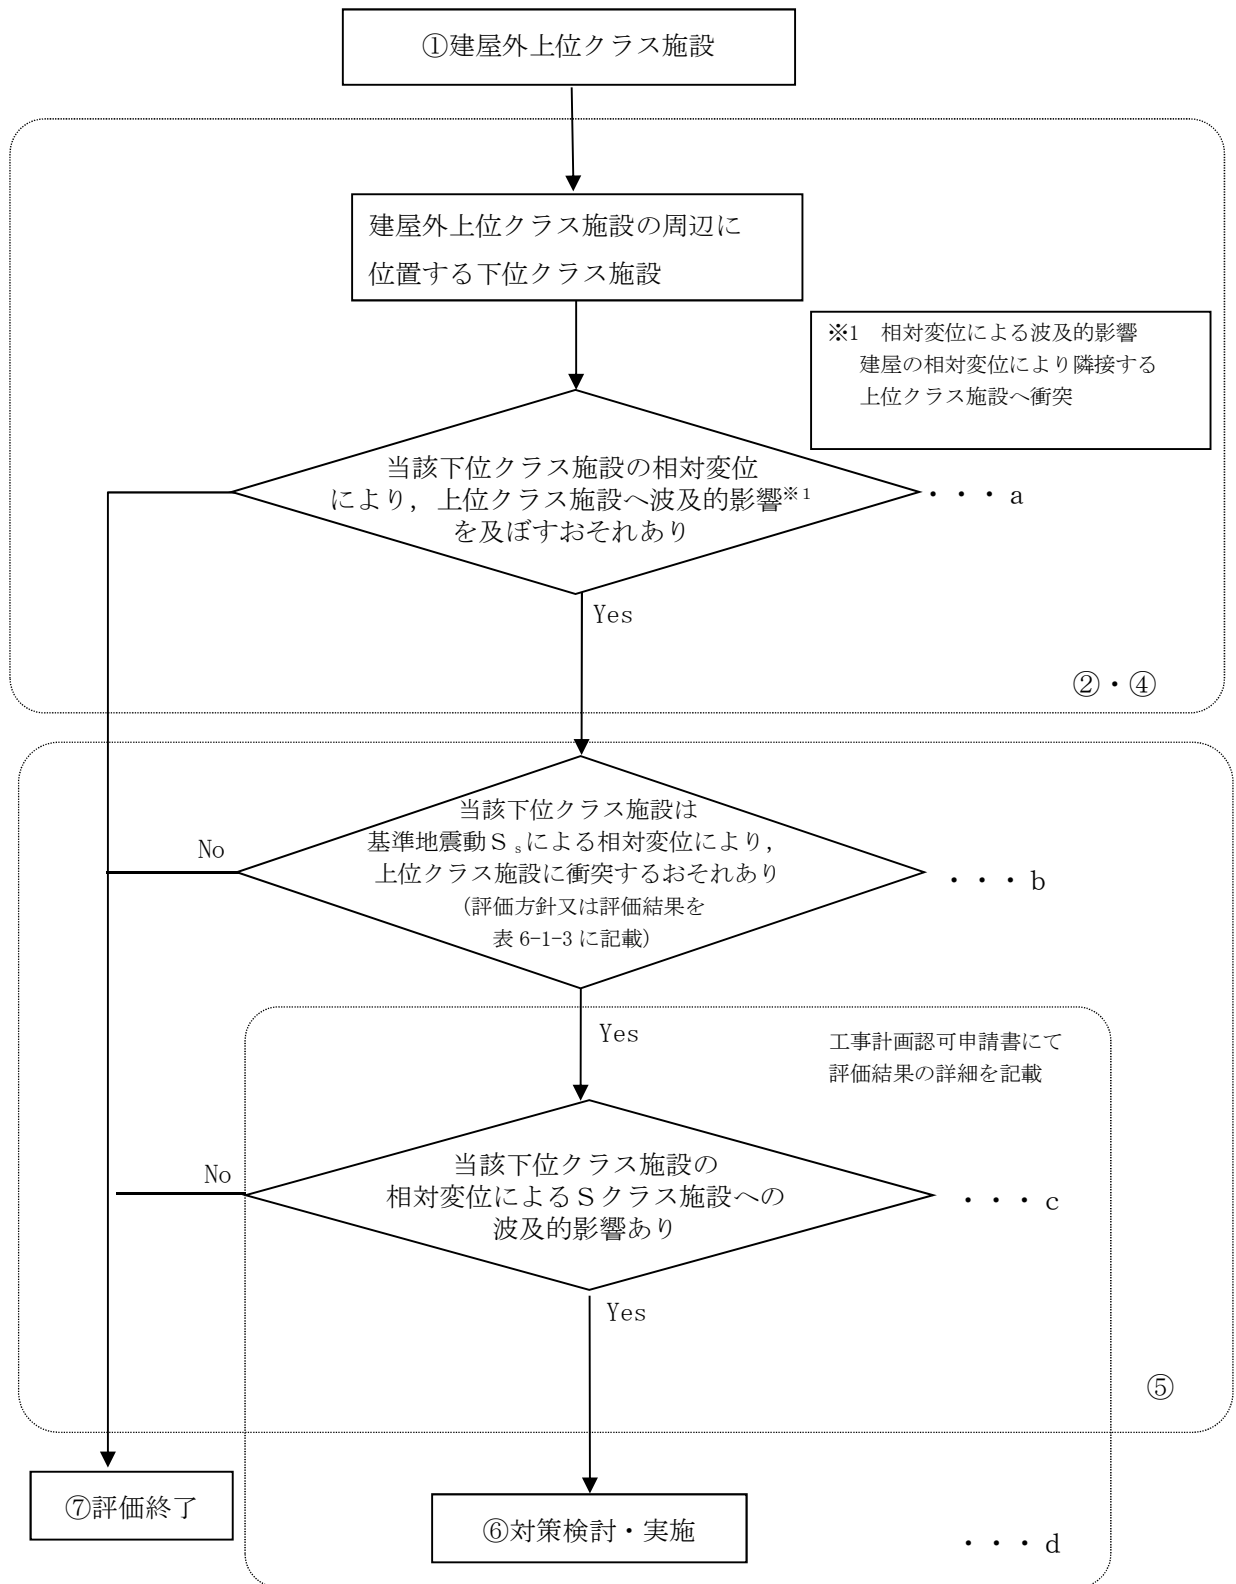 ①建屋外上位クラス施設
建屋外上位クラス施設の周辺に
位置する下位クラス施設
※1 相対変位による波及的影響
建屋の相対変位により隣接する
上位クラス施設へ衝突
当該下位クラス施設の相対変位
により，上位クラス施設へ波及的影響※1
を及ぼすおそれあり
・・・a
Yes
②・④
当該下位クラス施設は
基準地震動Ｓｓによる相対変位により，
上位クラス施設に衝突するおそれあり
(評価方針又は評価結果を
表 6-1-3 に記載)
No
・・・b
Yes
工事計画認可申請書にて
評価結果の詳細を記載
当該下位クラス施設の
相対変位によるＳクラス施設への
波及的影響あり
No
・・・c
Yes
⑤
⑦評価終了
⑥対策検討・実施
・・・d